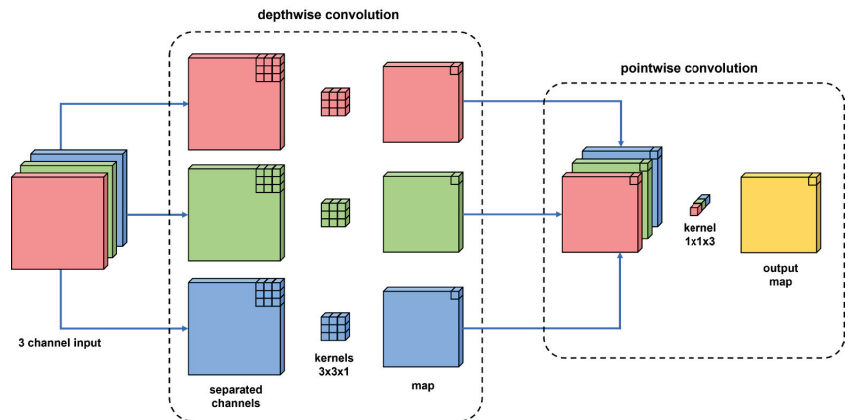 depthwise convolution
pointwise convolution
3 channel input
separated
channels
kernels
3x3x1
map
kernel
1x1x3
output
map